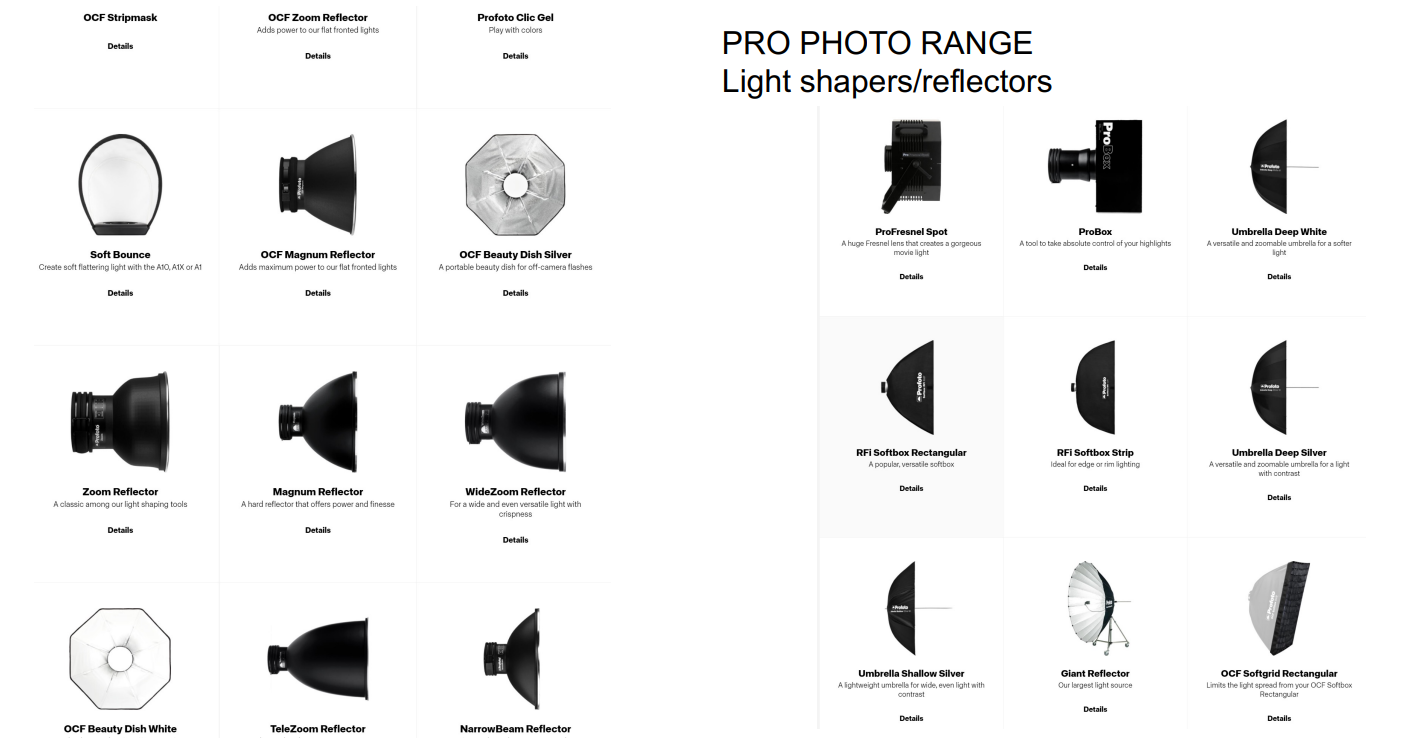 OCF Stripmask
Details
OCF Zoom Reflector
Adds power to our flat fronted lights
Details
Profoto Clic Gel
Play with colors
Details
Soft Bounce
Create soft flattering light with the A10, A1X or A1
Details
OCF Magnum Reflector
Adds maximum power to our flat fronted lights
Details
OCF Beauty Dish Silver
A portable beauty dish for off-camera flashes
Details
Zoom Reflector
A classic among our light shaping tools
Details
Magnum Reflector
A hard reflector that offers power and finesse
Details
WideZoom Reflector
For a wide and even versatile light with
crispness
Details
OCF Beauty Dish White
TeleZoom Reflector
NarrowBeam Reflector
PRO PHOTO RANGE
Light shapers/reflectors
ProFresnel Spot
A huge Fresnel lens that creates a gorgeous
movie light
Details
ProBox
ProBox
A tool to take absolute control of your highlights
Details
Profoto
Umbrella Deep White
A versatile and zoomable umbrella for a softer
light
Details
Profoto
RFi Softbox Rectangular
A popular, versatile softbox
Details
Profoto
RFi Softbox Strip
Ideal for edge or rim lighting
Details
Profoto
Umbrella Deep Silver
A versatile and zoomable umbrella for a light
with contrast
Details
Profoto
Umbrella Shallow Silver
A lightweight umbrella for wide, even light with
contrast
Details
Giant Reflector
Our largest light source
Details
Profoto
OCF Softgrid Rectangular
Limits the light spread from your OCF Softbox
Rectangular
Details